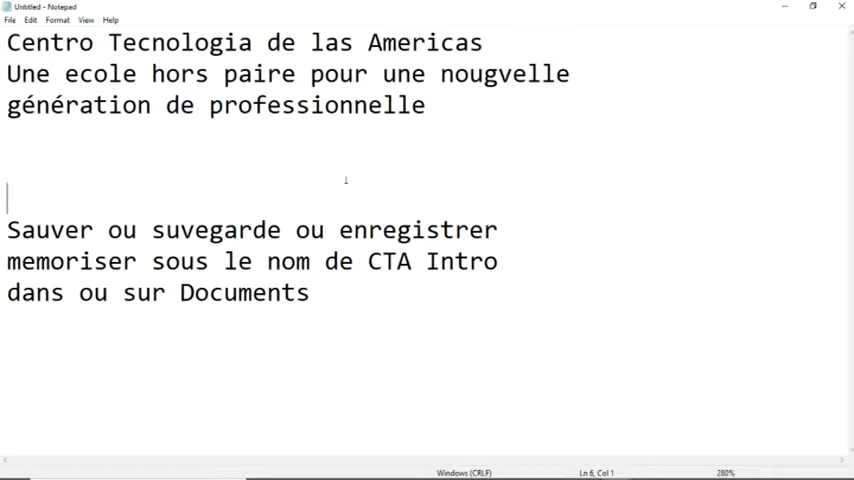 Untitled - Notepad
File Edit Format View Help
Centro Tecnologia de las Americas
Une ecole hors paire pour une nougvelle
génération de professionnelle
Sauver ou suvegarde ou enregistrer
memoriser sous le nom de CTA Intro
dans ou sur Documents
Windows (CRLF) Ln 6, Col 1 280%